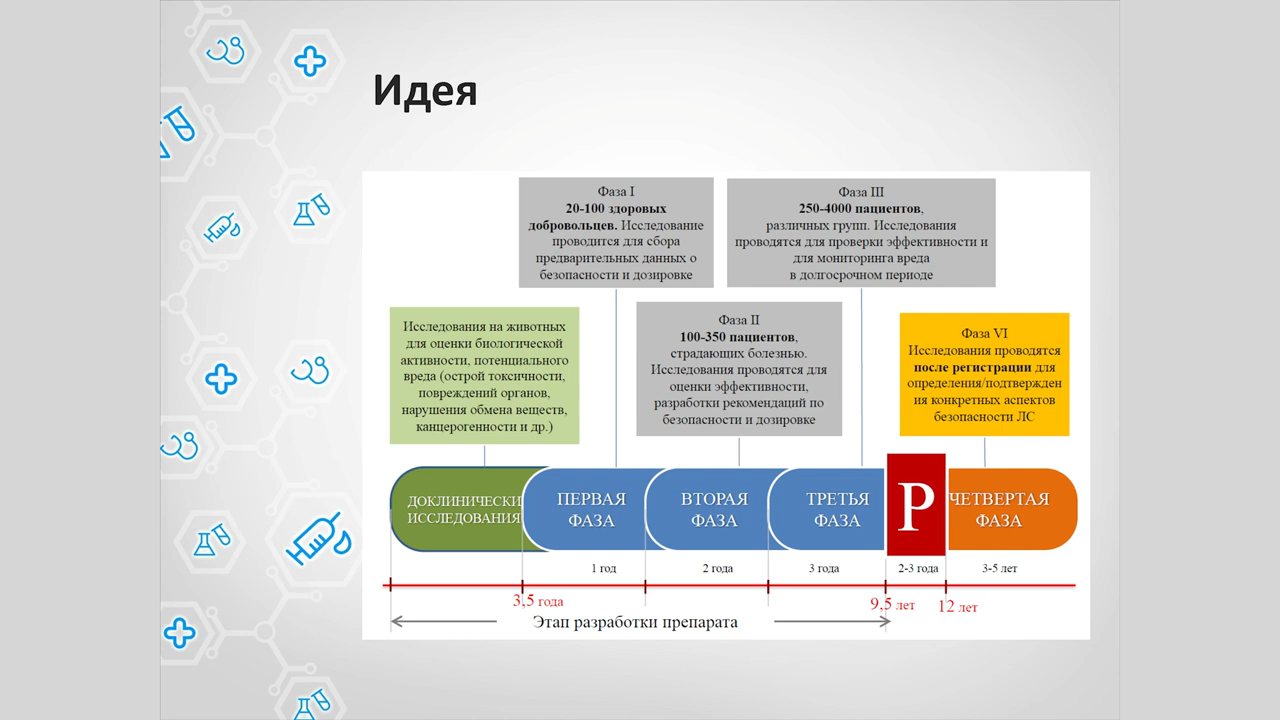 Идея
Фаза I
20-100 здоровых
добровольцев. Исследование
проводится для сбора
предварительных данных о
безопасности и дозировке
Фаза III
250-4000 пациентов,
различных групп. Исследования
проводятся для проверки эффективности и
для мониторинга вреда
в долгосрочном периоде
Исследования на животных
для оценки биологической
активности, потенциального
вреда (острой токсичности,
повреждений органов,
нарушения обмена веществ,
канцерогенности и др.)
Фаза II
100-350 пациентов,
страдающих болезнью.
Исследования проводятся для
оценки эффективности,
разработки рекомендаций по
безопасности и дозировке
Фаза VI
Исследования проводятся
после регистрации для
определения/подтвержден
ия конкретных аспектов
безопасности ЛС
ДОКЛИНИЧЕСКИ
ИССЛЕДОВАНИЯ
ПЕРВАЯ
ФАЗА
ВТОРАЯ
ФАЗА
ТРЕТЬЯ
ФАЗА
Р
ЧЕТВЕРТАЯ
ФАЗА
1 год
2 года
3 года
2-3 года
3-5 лет
3,5 года
9,5 лет
12 лет
Этап разработки препарата